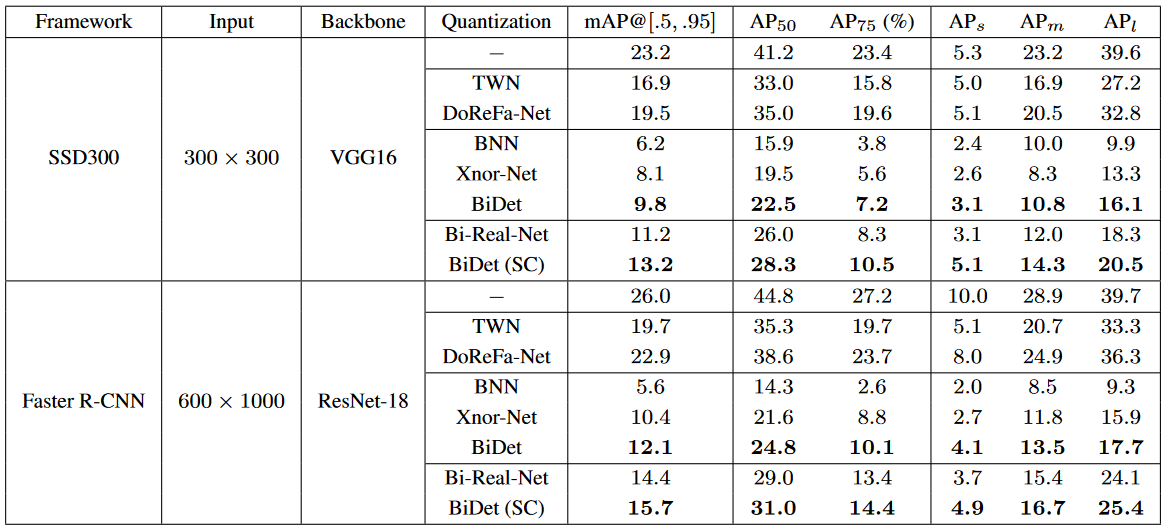 Framework Input Backbone Quantization mAP@[.5, .95] AP50 AP75 (%) APs APm APl
− 23.2 41.2 23.4 5.3 23.2 39.6
TWN 16.9 33.0 15.8 5.0 16.9 27.2
DoReFa-Net 19.5 35.0 19.6 5.1 20.5 32.8
BNN 6.2 15.9 3.8 2.4 10.0 9.9
SSD300 300 × 300 VGG16
Xnor-Net 8.1 19.5 5.6 2.6 8.3 13.3
BiDet 9.8 22.5 7.2 3.1 10.8 16.1
Bi-Real-Net 11.2 26.0 8.3 3.1 12.0 18.3
BiDet (SC) 13.2 28.3 10.5 5.1 14.3 20.5
− 26.0 44.8 27.2 10.0 28.9 39.7
TWN 19.7 35.3 19.7 5.1 20.7 33.3
DoReFa-Net 22.9 38.6 23.7 8.0 24.9 36.3
BNN 5.6 14.3 2.6 2.0 8.5 9.3
Faster R-CNN 600 × 1000 ResNet-18
Xnor-Net 10.4 21.6 8.8 2.7 11.8 15.9
BiDet 12.1 24.8 10.1 4.1 13.5 17.7
Bi-Real-Net 14.4 29.0 13.4 3.7 15.4 24.1
BiDet (SC) 15.7 31.0 14.4 4.9 16.7 25.4